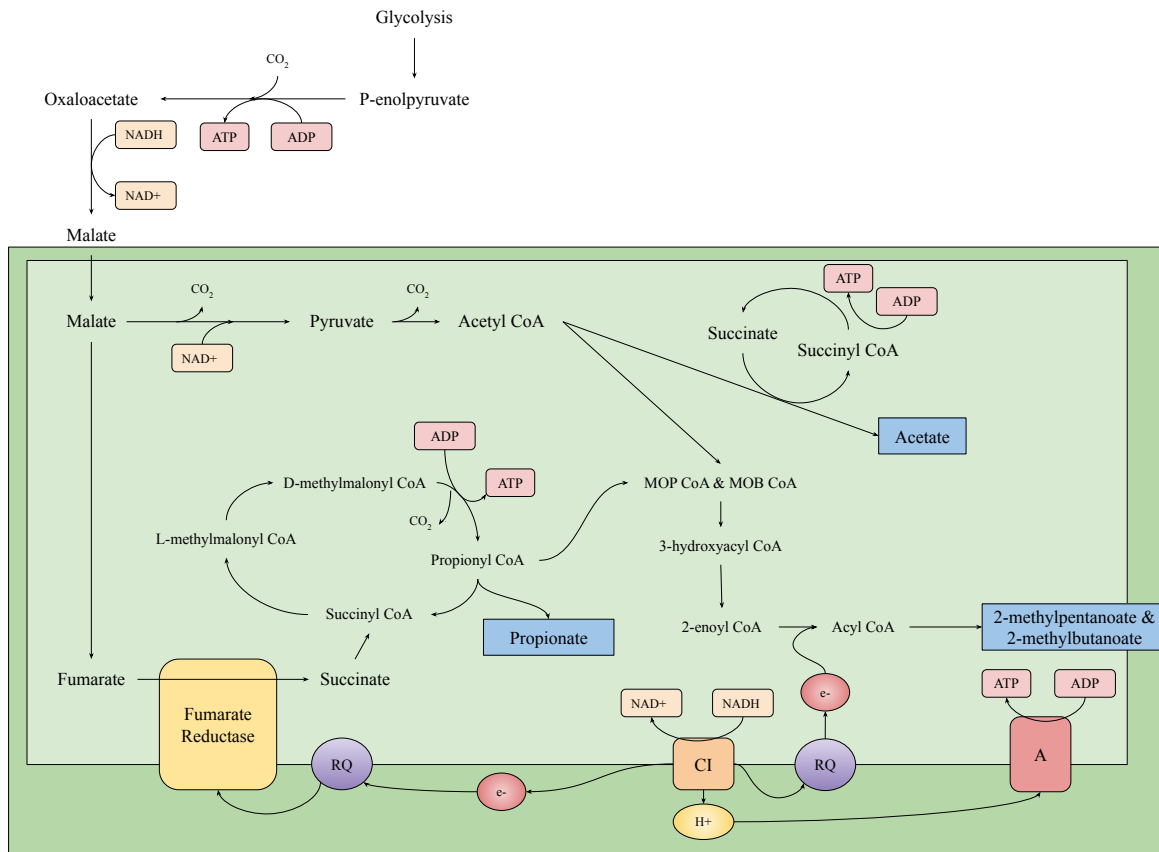 Glycolysis
CO2
Oxaloacetate
P-enolpyruvate
NADH
ATP
ADP
NAD+
Malate
CO2
CO2
ATP
ADP
Malate
Pyruvate
Acetyl CoA
Succinate
Succinyl CoA
NAD+
Acetate
ADP
D-methylmalonyl CoA
ATP
MOP CoA & MOB CoA
CO2
L-methylmalonyl CoA
Propionyl CoA
3-hydroxyacyl CoA
Succinyl CoA
Propionate
2-enoyl CoA
Acyl CoA
2-methylpentanoate &
2-methylbutanoate
Fumarate
Succinate
Fumarate
Reductase
NAD+
NADH
e-
ATP
ADP
RQ
CI
RQ
A
e-
H+